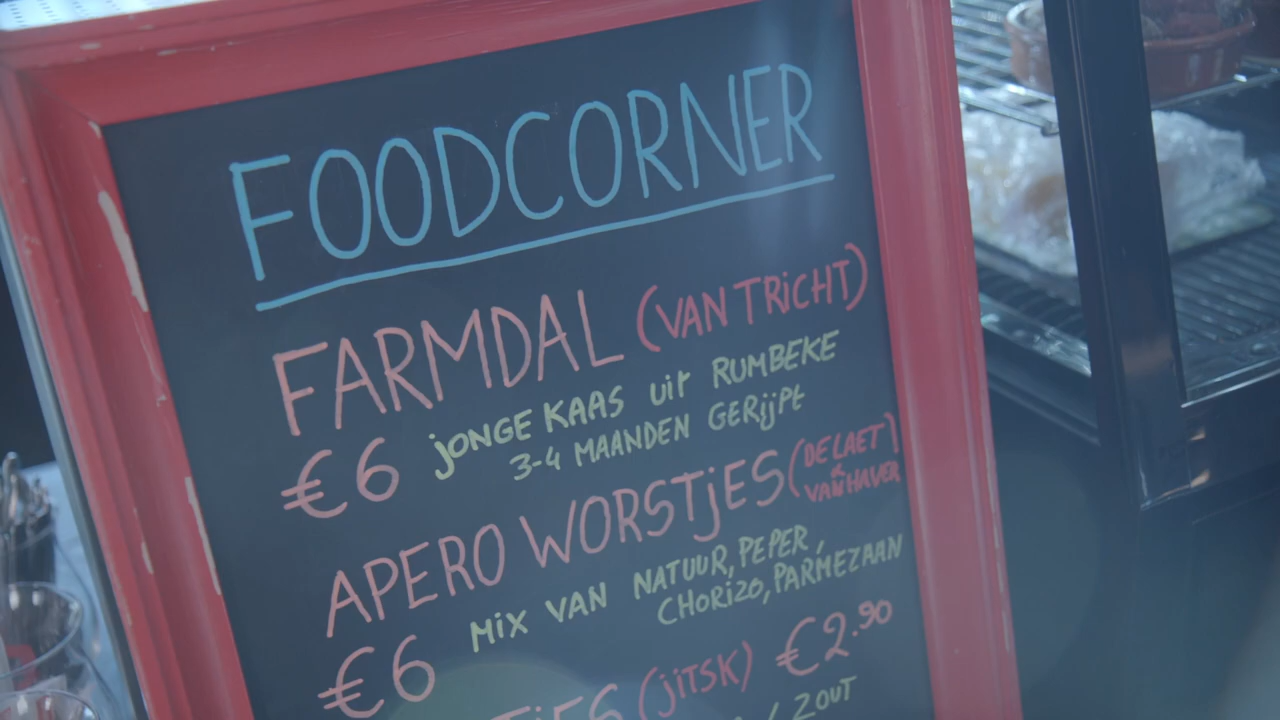 FOODCORNER
FARMDAL (VAN TRiCHT)
€6 jONGE KAAS uit RUMBEKE
3-4 MAANDEN GERijPt
APERO WORSTjES (DE LAET
&
VAN HAVER)
€6 MiX VAN NATUUR, PEPER,
CHORiZO, PARMEZAAN
(jiTSK) €2.90
/ ZOUT